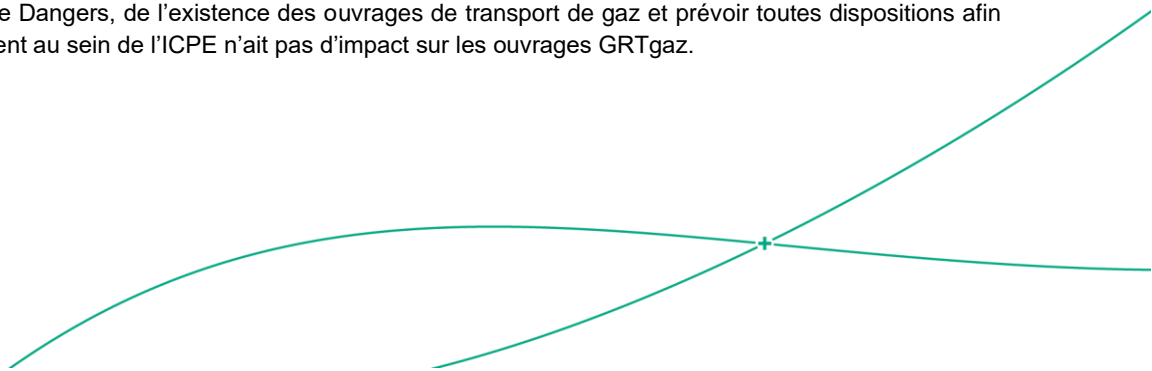 e Dangers, de l’existence des ouvrages de transport de gaz et prévoir toutes dispositions afin
ent au sein de l’ICPE n’ait pas d’impact sur les ouvrages GRTgaz.